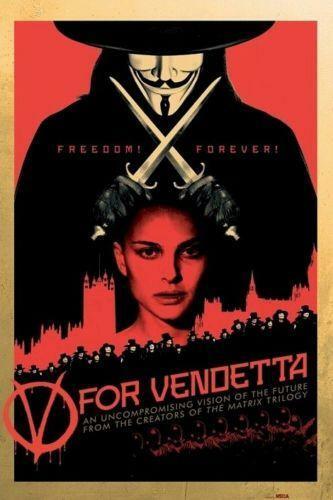 FREEDOM! FOREVER!
V FOR VENDETTA
AN UNCOMPROMISING VISION OF THE FUTURE
FROM THE CREATORS OF THE MATRIX TRILOGY